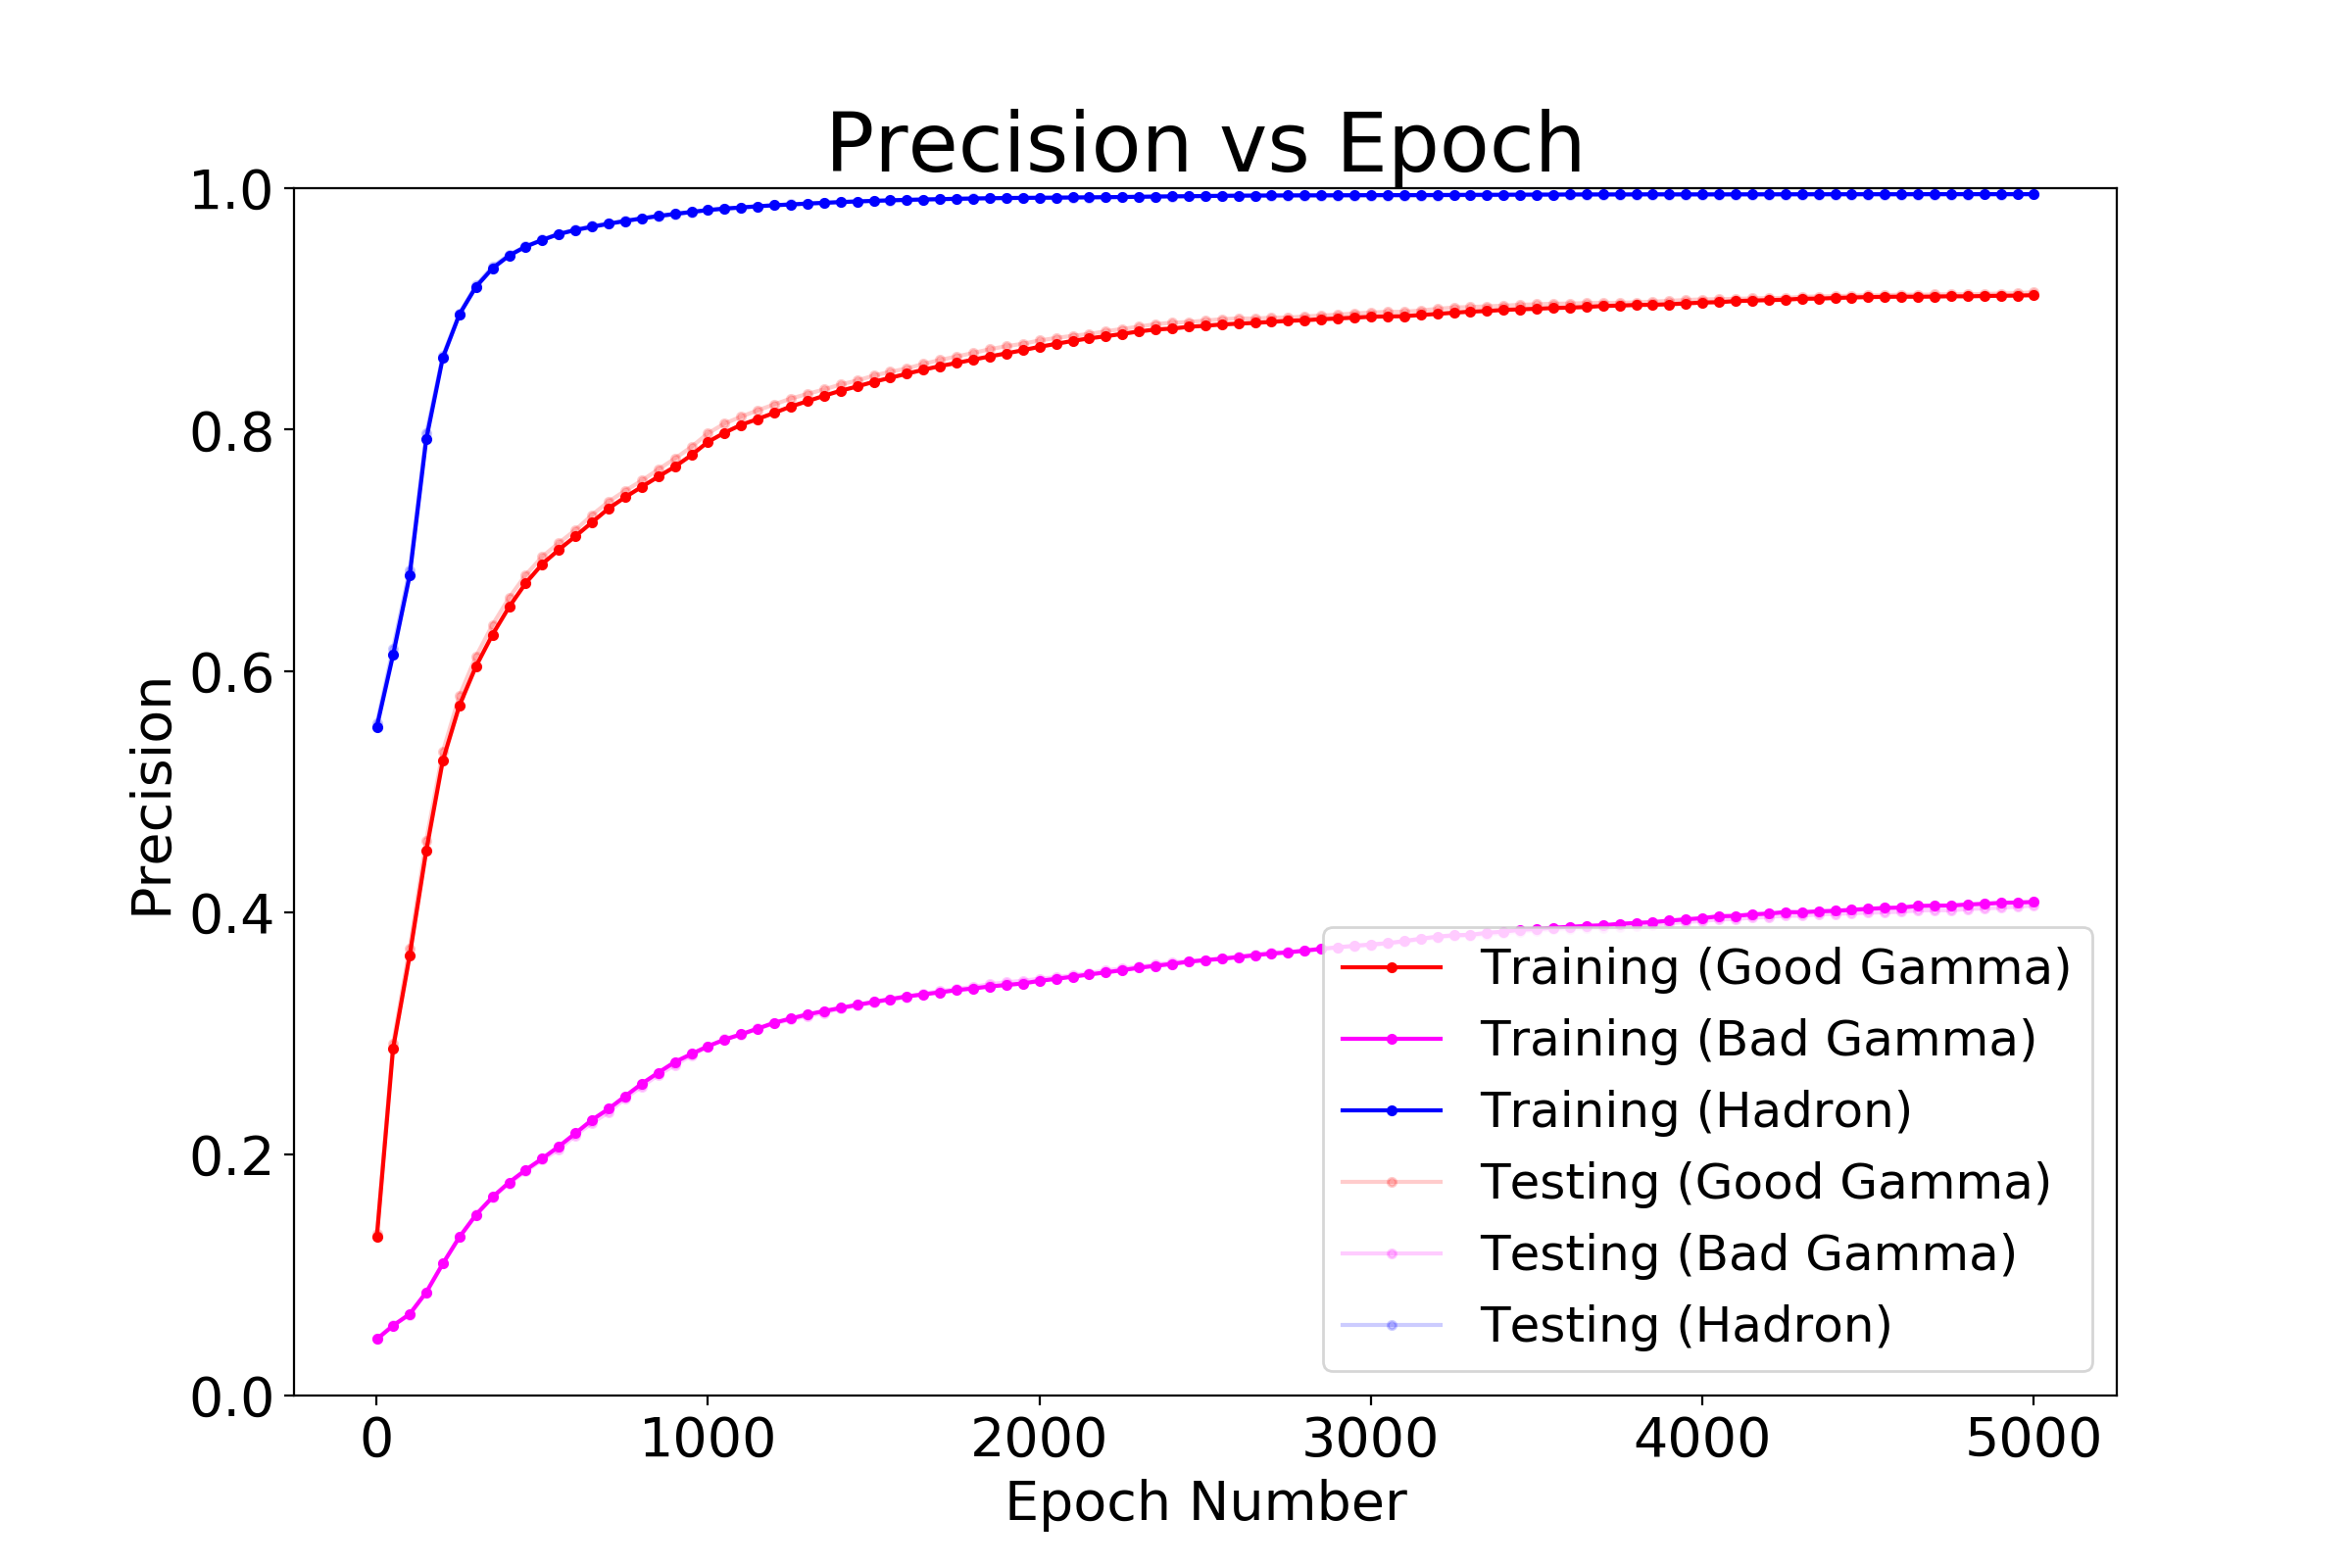 Precision vs Epoch
1.0
0.8
0.6
0.4
0.2
0.0
Precision
Training (Good Gamma)
Training (Bad Gamma)
Training (Hadron)
Testing (Good Gamma)
Testing (Bad Gamma)
Testing (Hadron)
0 1000 2000 3000 4000 5000
Epoch Number